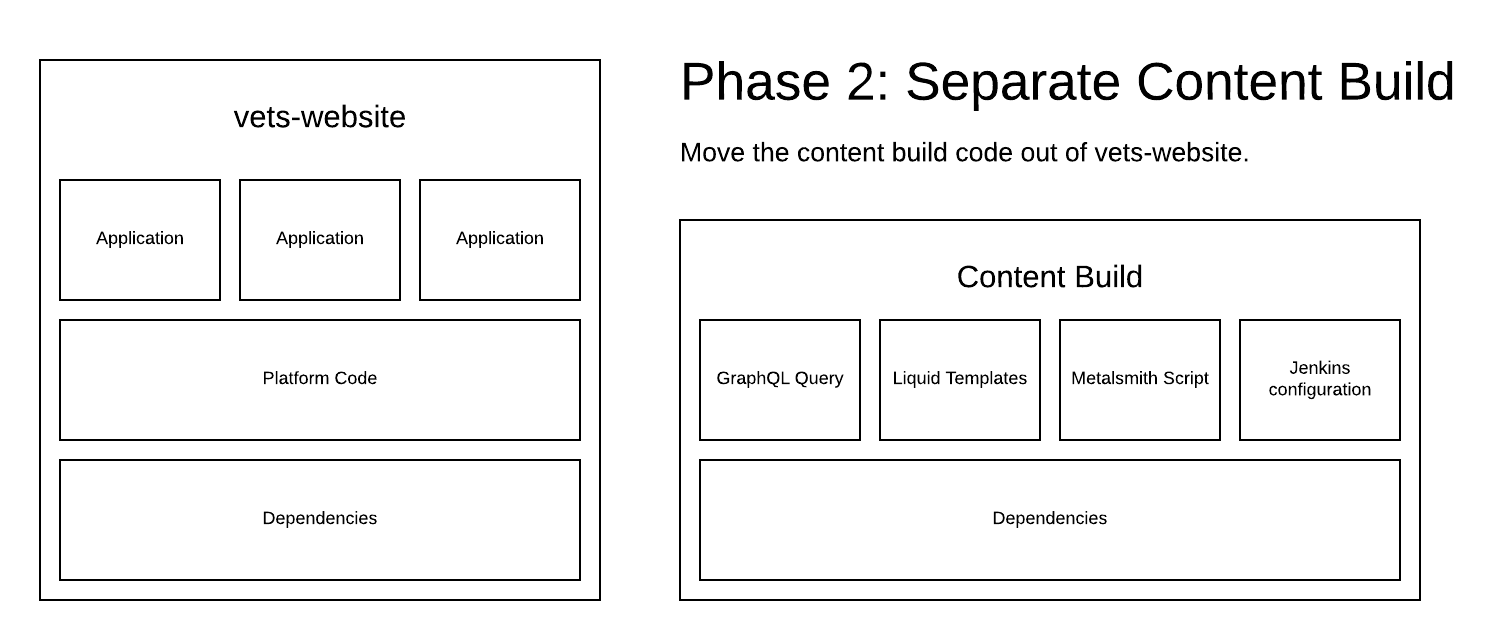 vets-website
Application
Application
Application
Platform Code
Dependencies
Phase 2: Separate Content Build
Move the content build code out of vets-website.
Content Build
GraphQL Query
Liquid Templates
Metalsmith Script
Jenkins
configuration
Dependencies